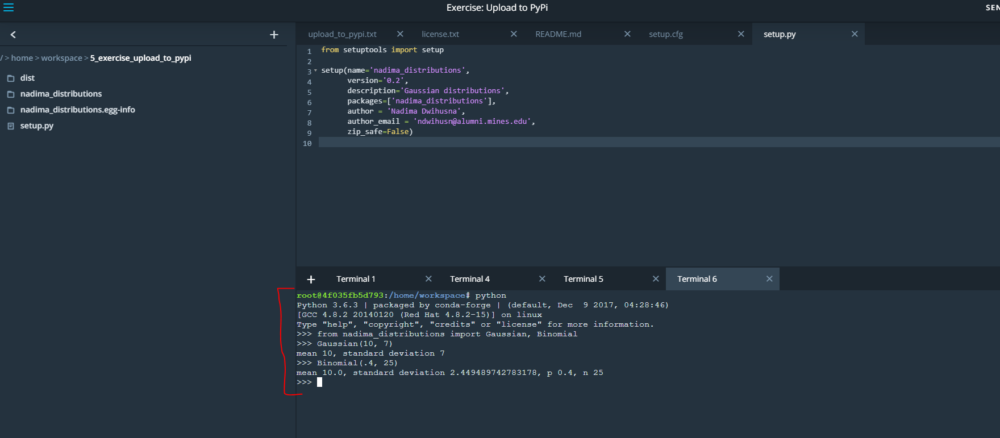 Exercise: Upload to PyPi
SEN
/ > home > workspace > 5_exercise_upload_to_pypi
dist
nadima_distributions
nadima_distributions.egg-info
setup.py
upload_to_pypi.txt
license.txt
README.md
setup.cfg
setup.py
1 from setuptools import setup
2
3 setup(name='nadima_distributions',
4 version='0.2',
5 description='Gaussian distributions',
6 packages=['nadima_distributions'],
7 author = 'Nadima Dwihusna',
8 author_email = 'ndwihusn@alumni.mines.edu',
9 zip_safe=False)
10
Terminal 1
Terminal 4
Terminal 5
Terminal 6
root@4f035fb5d793:/home/workspace# python
Python 3.6.3 | packaged by conda-forge | (default, Dec  9 2017, 04:28:46)
[GCC 4.8.2 20140120 (Red Hat 4.8.2-15)] on linux
Type "help", "copyright", "credits" or "license" for more information.
>>> from nadima_distributions import Gaussian, Binomial
>>> Gaussian(10, 7)
mean 10, standard deviation 7
>>> Binomial(.4, 25)
mean 10.0, standard deviation 2.449489742783178, p 0.4, n 25
>>>